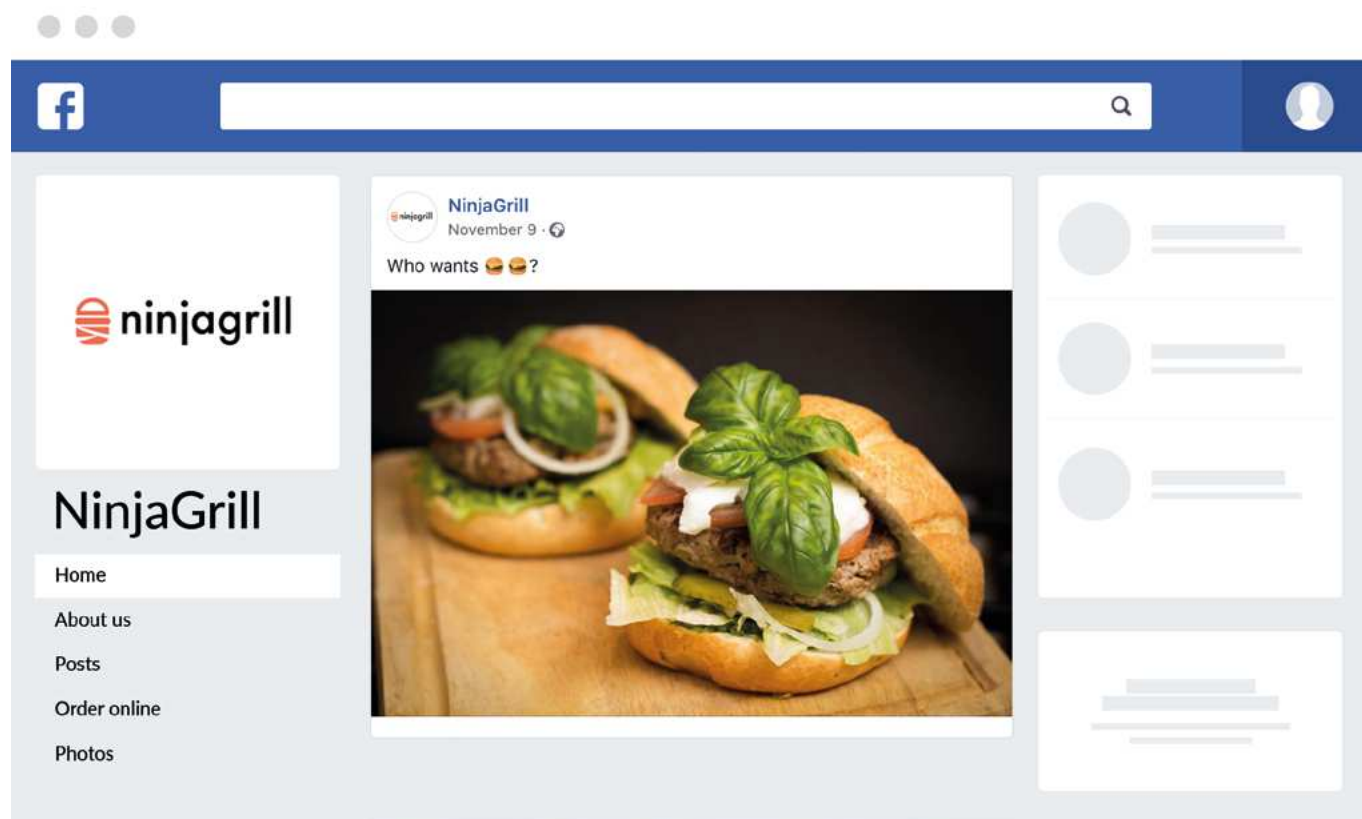 ninjagrill
NinjaGrill
Home
About us
Posts
Order online
Photos
ninjagrill
NinjaGrill
November 9 ·
Who wants 🍔🍔?